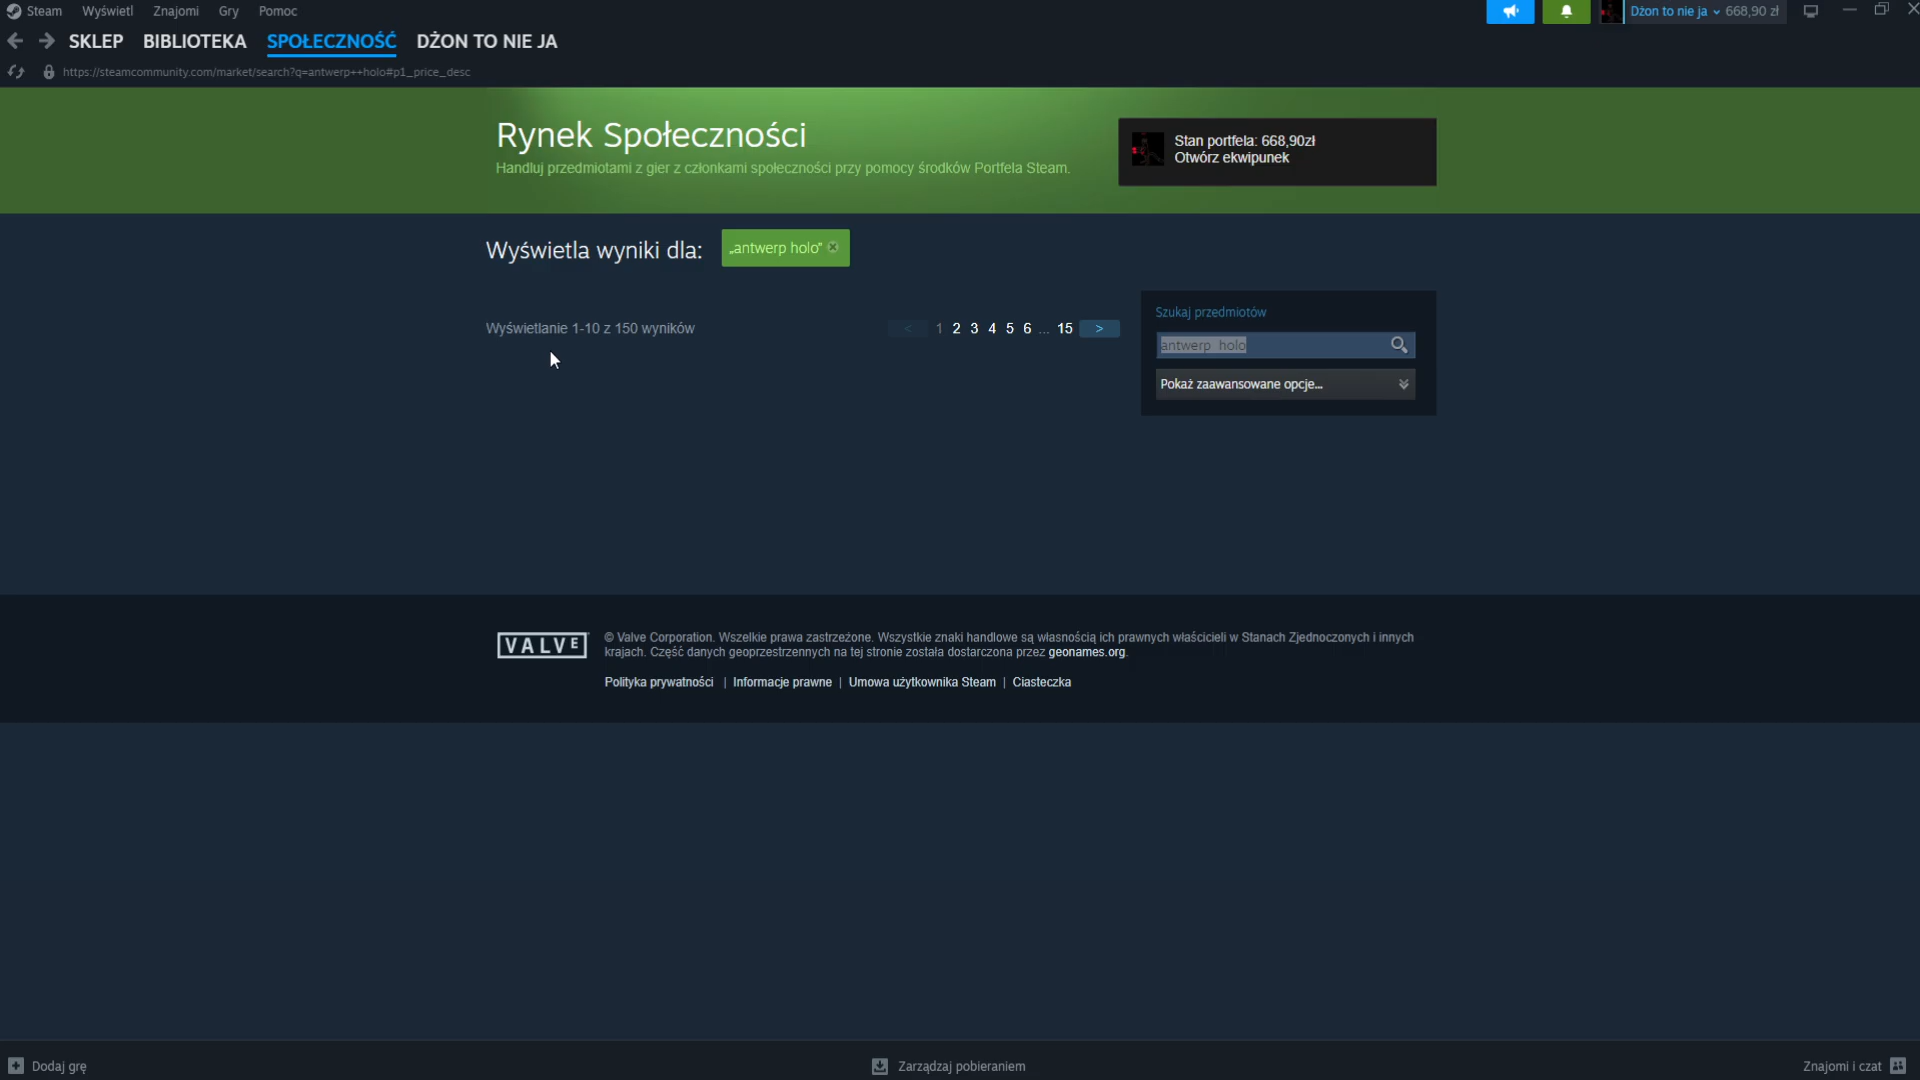 Steam Wyświetl Znajomi Gry Pomoc
Dżon to nie ja 668,90 zł
SKLEP BIBLIOTEKA SPOŁECZNOŚĆ DŻON TO NIE JA
https://steamcommunity.com/market/search?q=antwerp++holo#p1_price_desc
Rynek Społeczności
Handluj przedmiotami z gier z członkami społeczności przy pomocy środków Portfela Steam.
Stan portfela: 668,90zł
Otwórz ekwipunek
Wyświetla wyniki dla: „antwerp holo”
Wyświetlanie 1-10 z 150 wyników
< 1 2 3 4 5 6 ... 15 >
Szukaj przedmiotów
antwerp  holo
Pokaż zaawansowane opcje...
VALVE
© Valve Corporation. Wszelkie prawa zastrzeżone. Wszystkie znaki handlowe są własnością ich prawnych właścicieli w Stanach Zjednoczonych i innych
krajach. Część danych geoprzestrzennych na tej stronie została dostarczona przez geonames.org.
Polityka prywatności | Informacje prawne | Umowa użytkownika Steam | Ciasteczka
Dodaj grę
Zarządzaj pobieraniem
Znajomi i czat